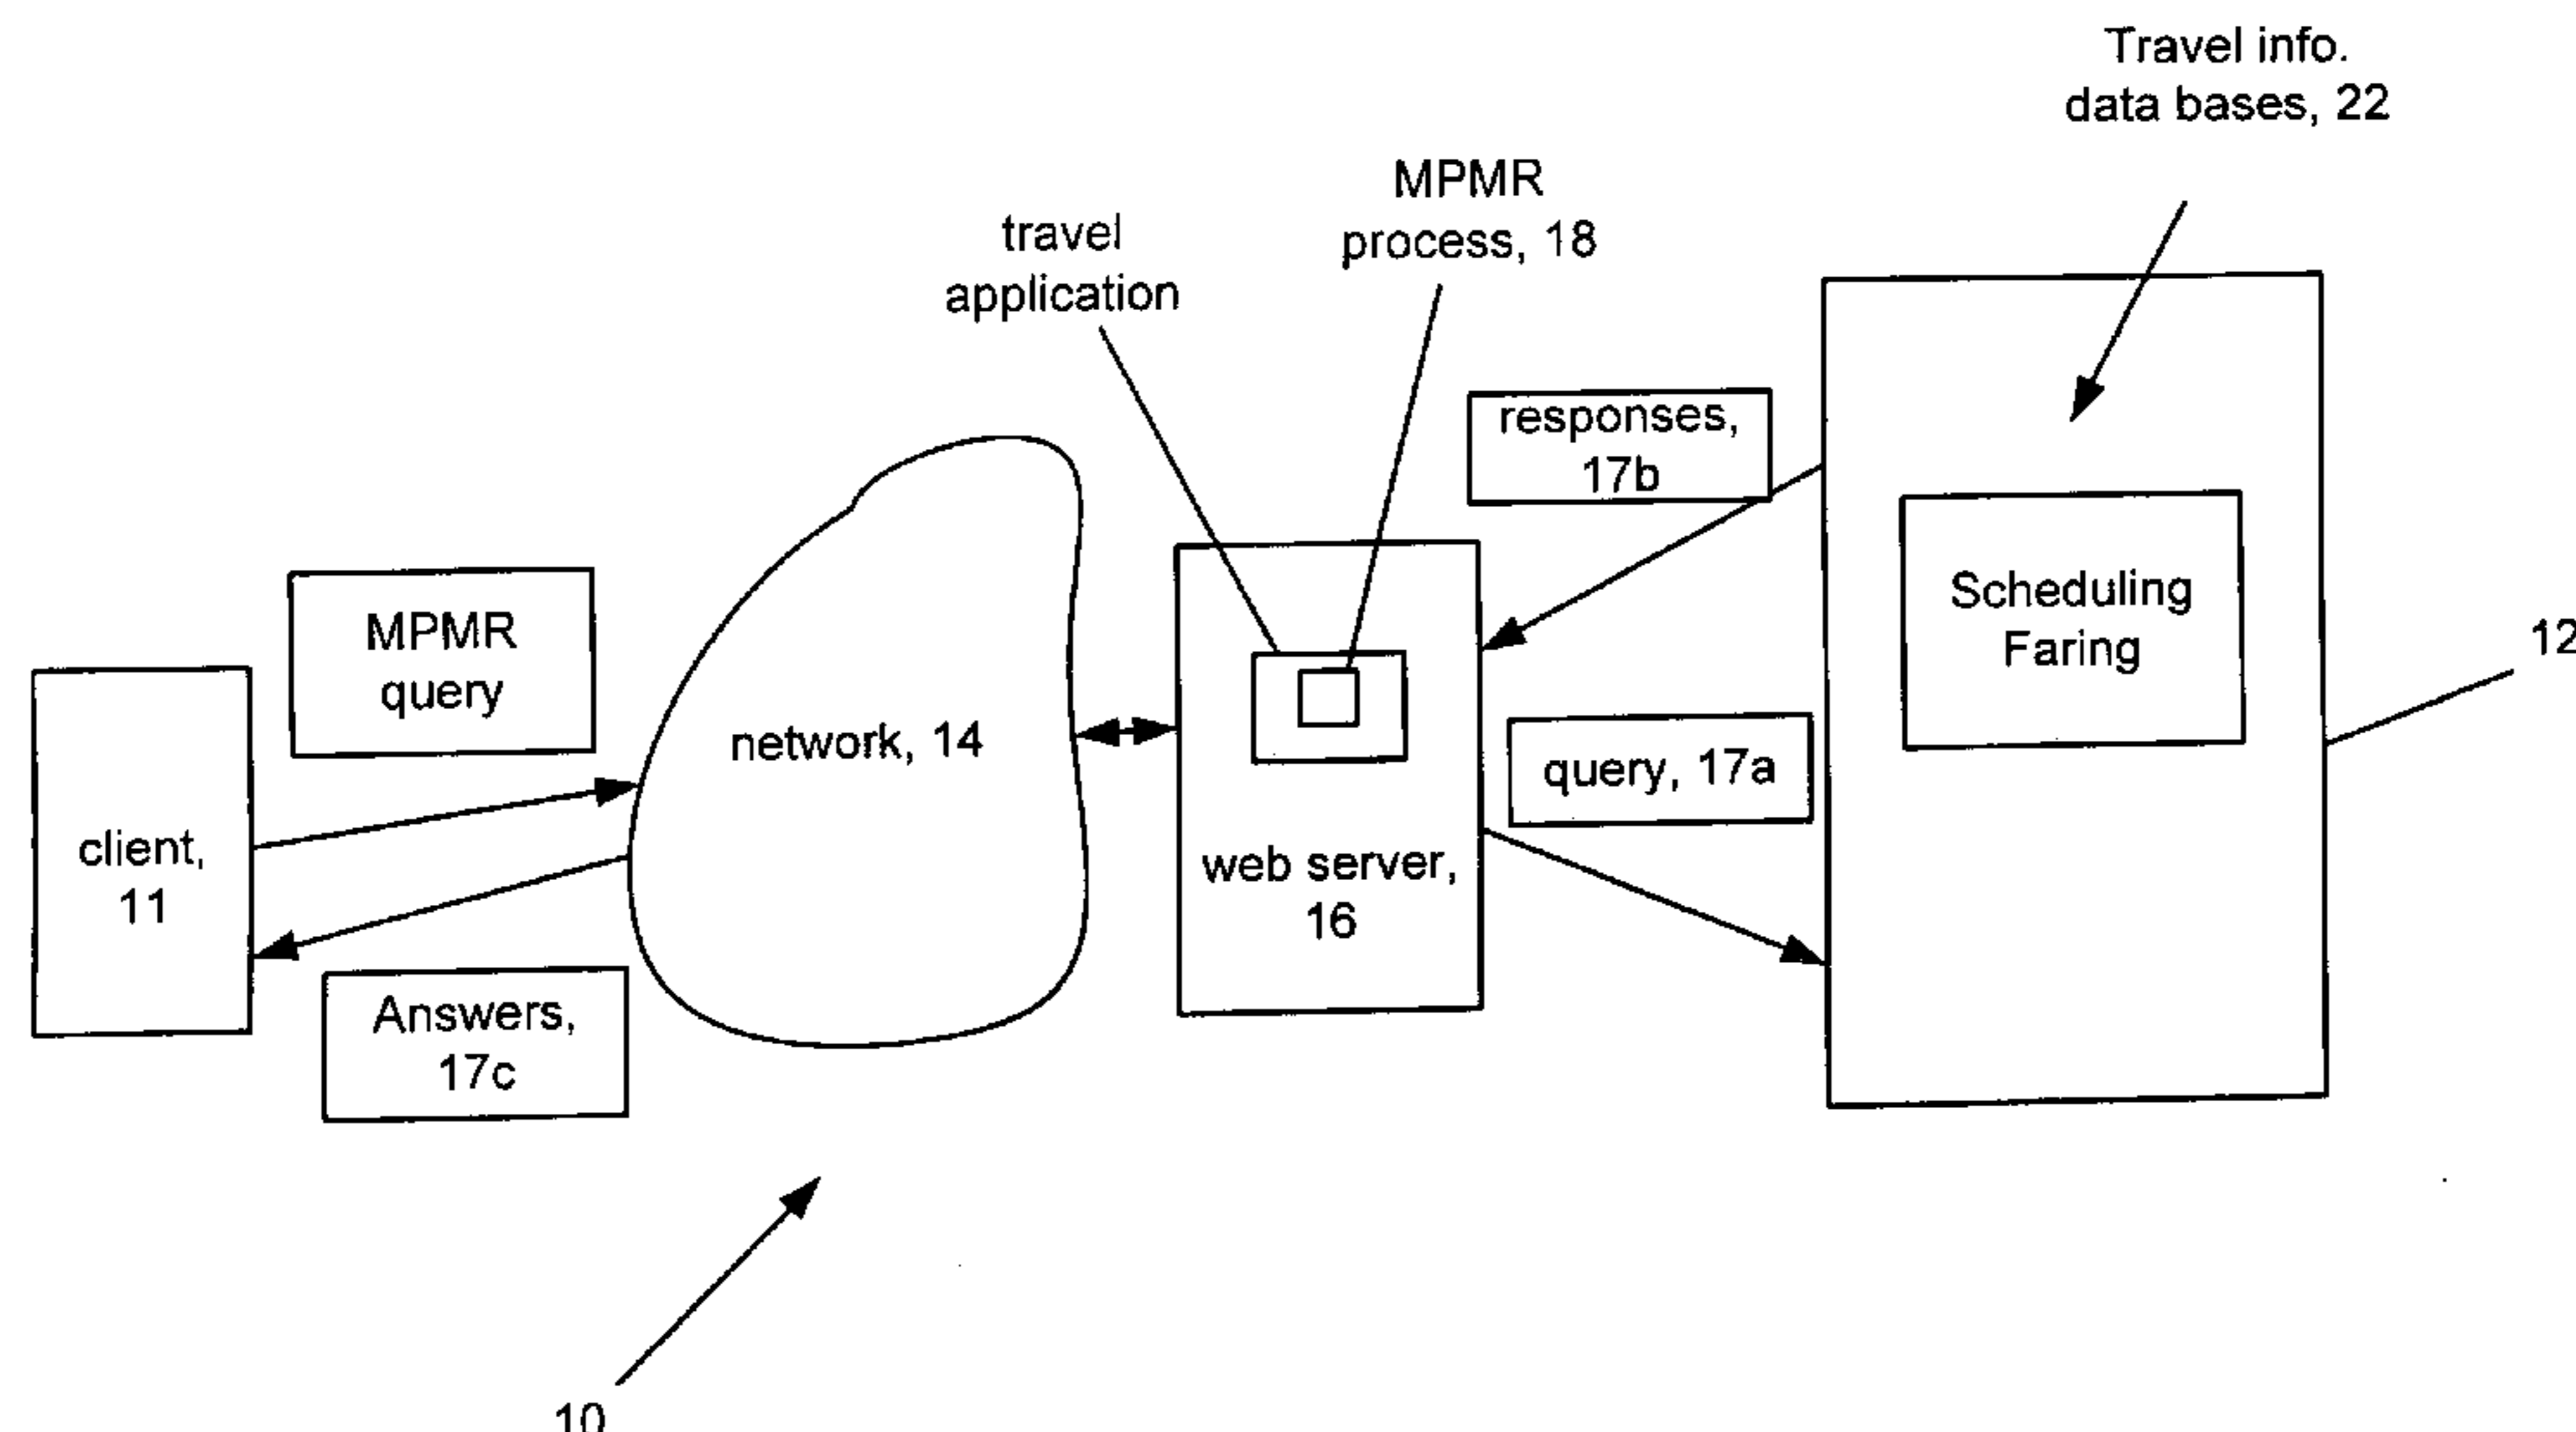 Travel info.
data bases, 22
MPMR
process, 18
travel
application
responses,
17b
Scheduling
Faring
12
MPMR
query
network, 14
query, 17a
client,
11
web server,
16
Answers,
17c
10